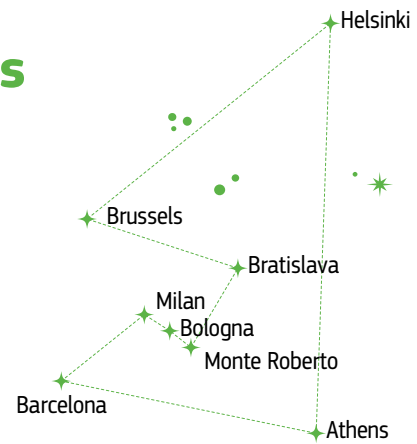 Helsinki
s
Brussels
Bratislava
Milan
Bologna
Monte Roberto
Barcelona
Athens